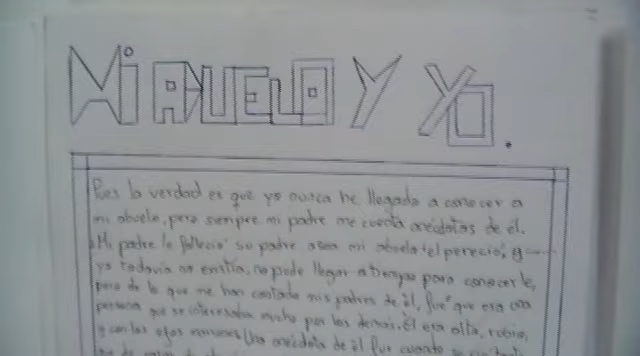 Mi ABUELO Y YO.
Pues la verdad es que yo nunca he llegado a conocer a
mi abuelo, pero siempre mi padre me cuenta anécdotas de él.
Mi padre le falleció su padre osea mi abuelo, el pereció, y
yo todavía no existía, no pude llegar a tiempo para conocerle,
pero de lo que me han contado mis padres de él, fue que era una
persona que se interesaba mucho por los demás. Él era alto, rubio,
y con los ojos marrones. Una anécdota de él fue cuando